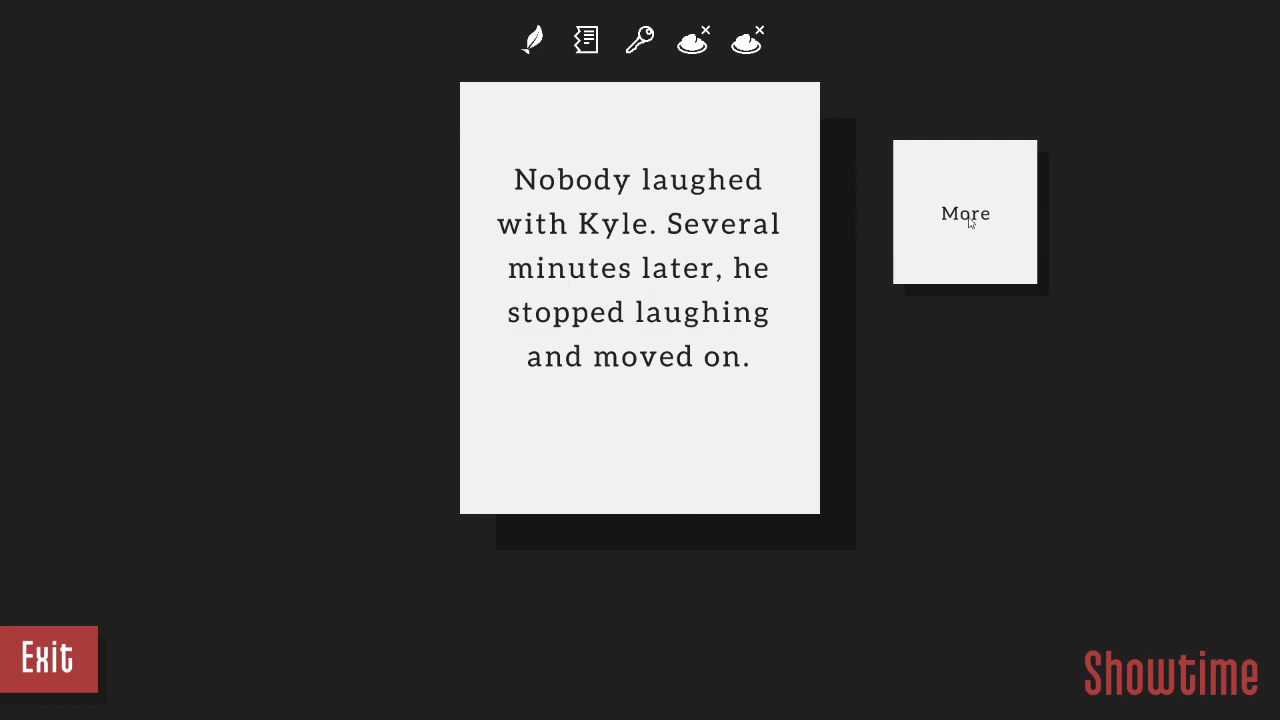 Nobody laughed
with Kyle. Several
minutes later, he
stopped laughing
and moved on.
More
Exit
Showtime